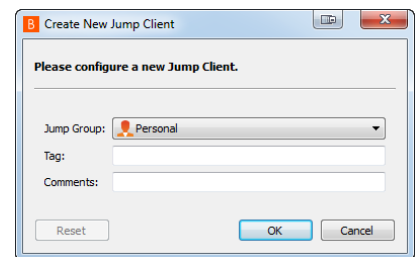 B Create New Jump Client
Please configure a new Jump Client.
Jump Group: Personal
Tag:
Comments:
Reset OK Cancel